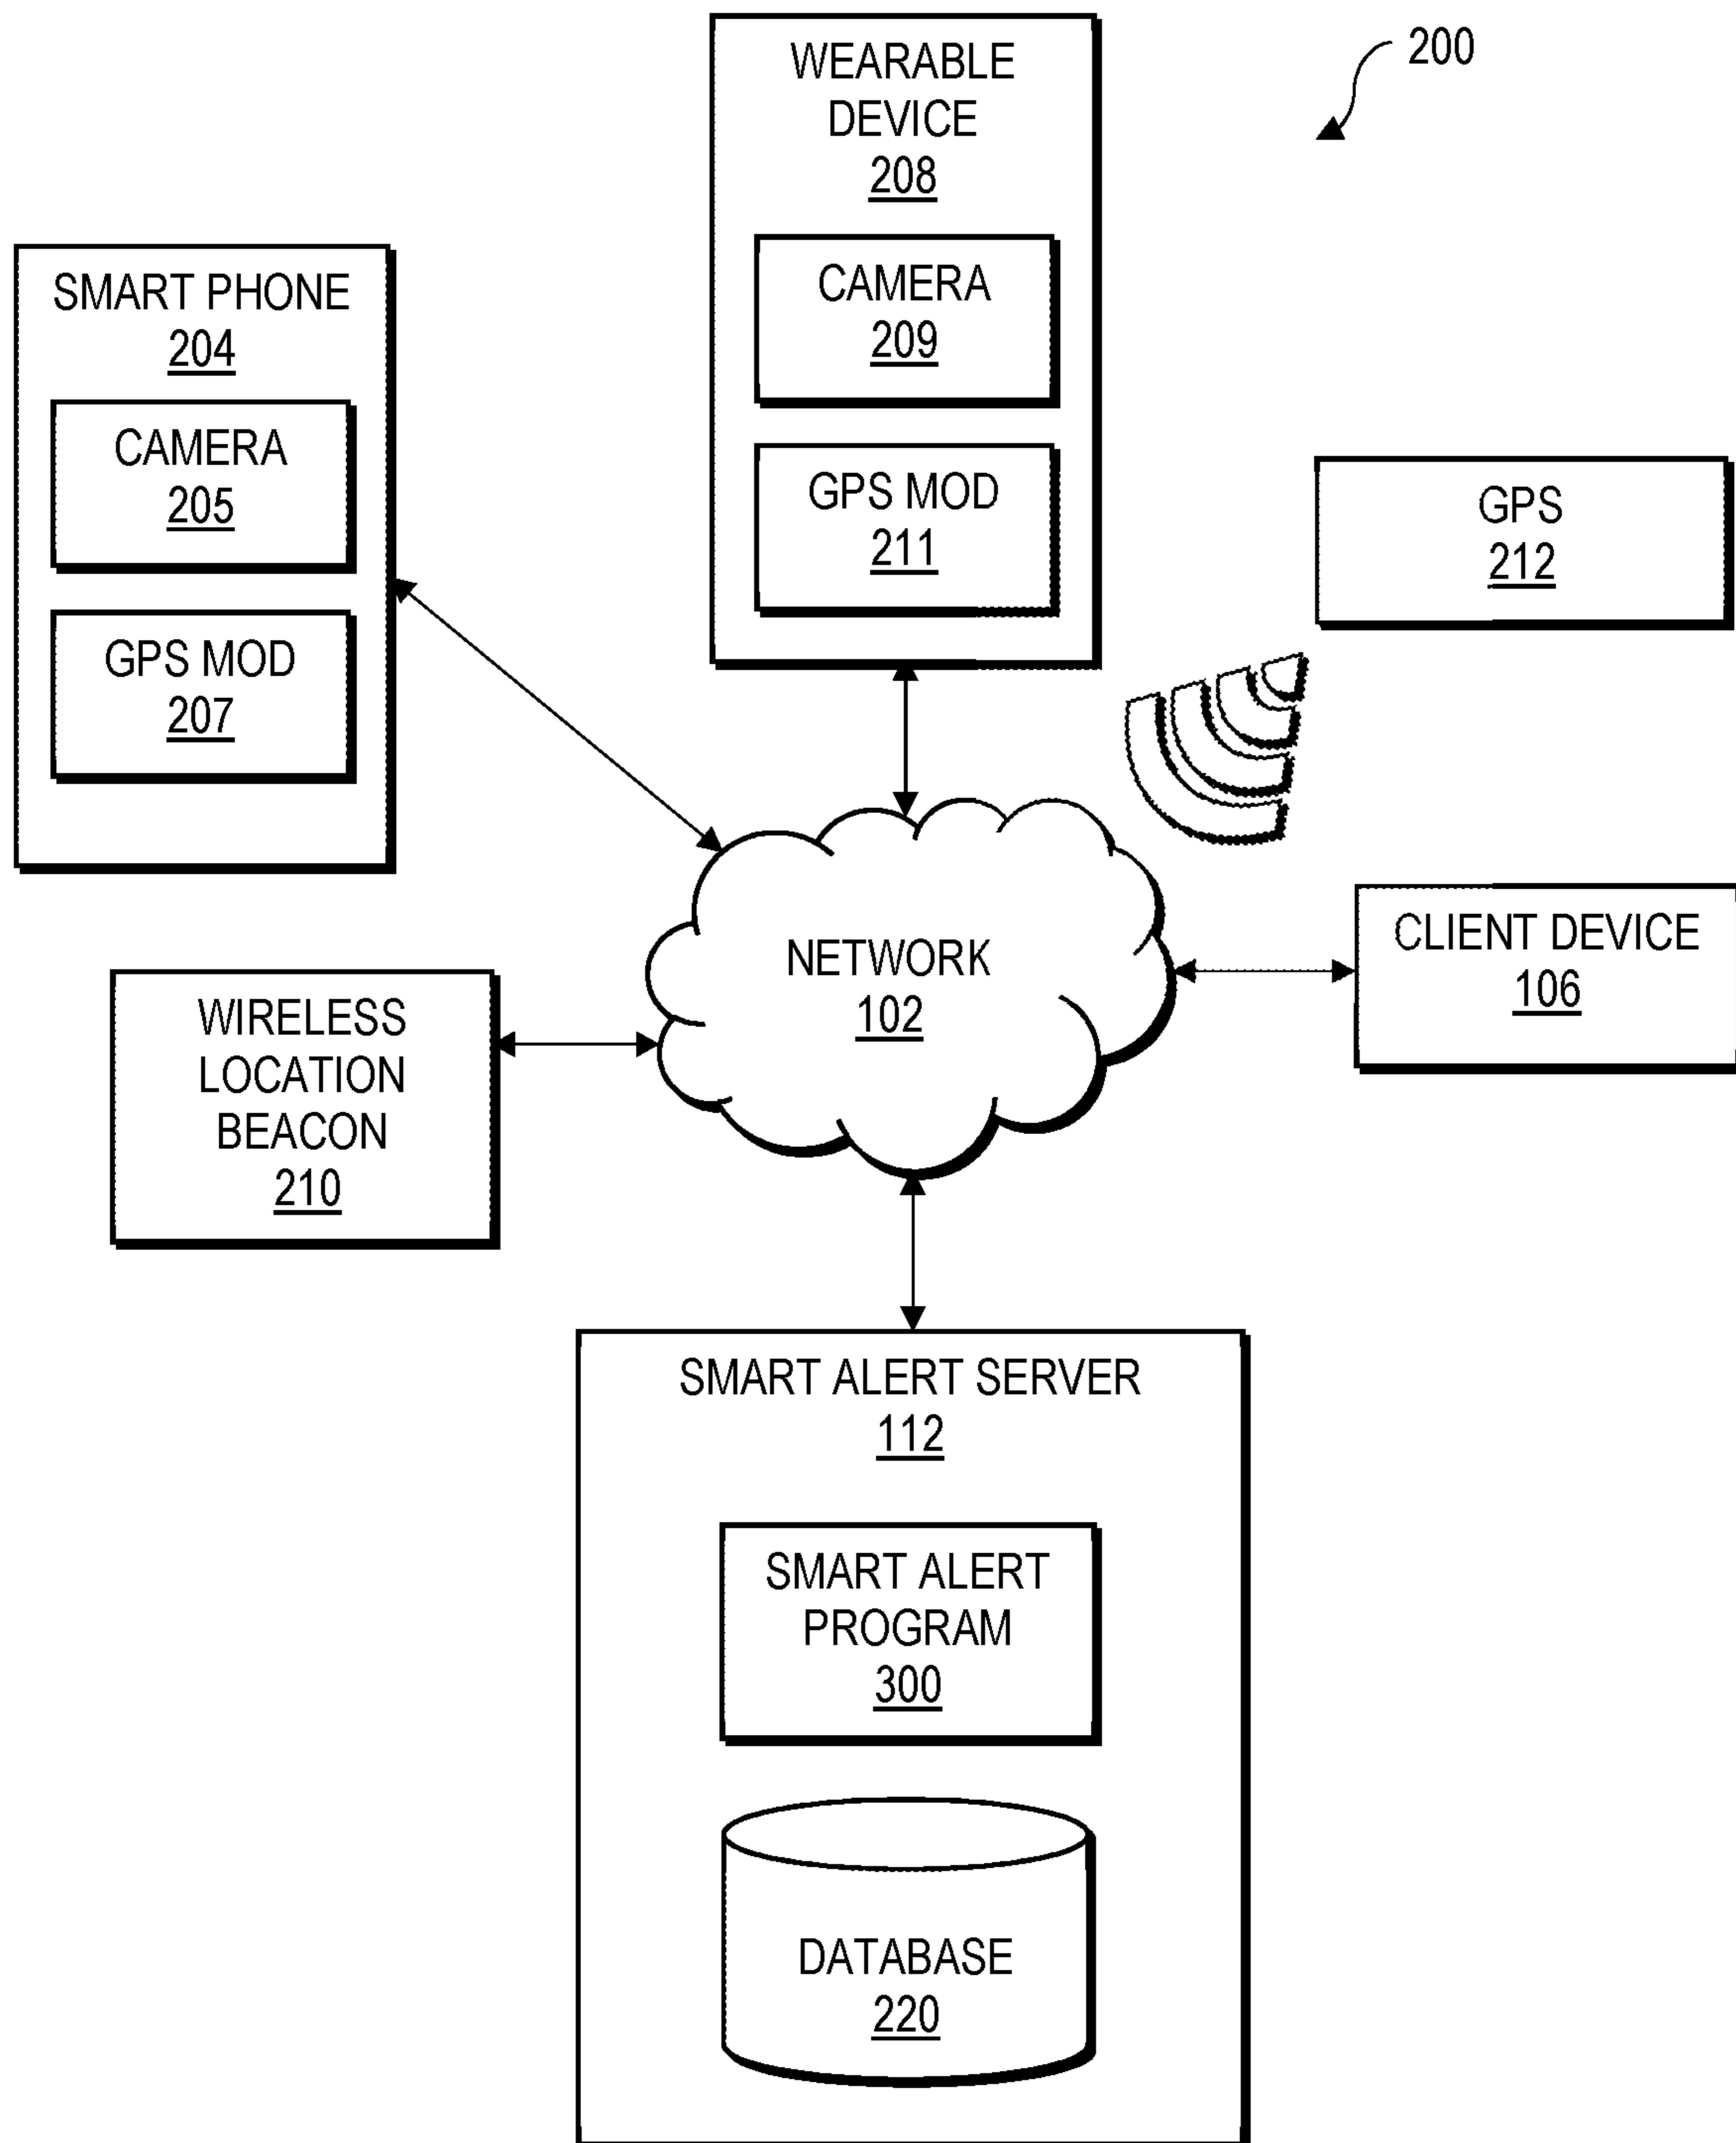 200
WEARABLE
DEVICE
208
CAMERA
209
GPS MOD
211
SMART PHONE
204
CAMERA
205
GPS MOD
207
GPS
212
NETWORK
102
CLIENT DEVICE
106
WIRELESS
LOCATION
BEACON
210
SMART ALERT SERVER
112
SMART ALERT
PROGRAM
300
DATABASE
220